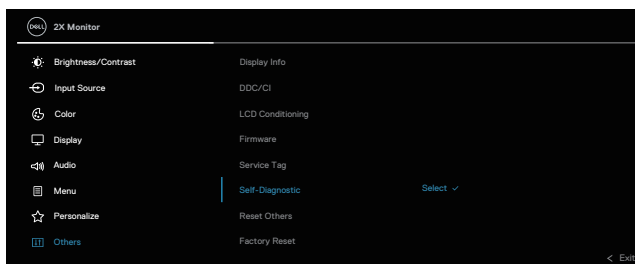 DELL 2X Monitor
Brightness/Contrast Display Info
Input Source DDC/CI
Color LCD Conditioning
Display Firmware
Audio Service Tag
Menu Self-Diagnostic Select
Personalize Reset Others
Others Factory Reset
< Exit